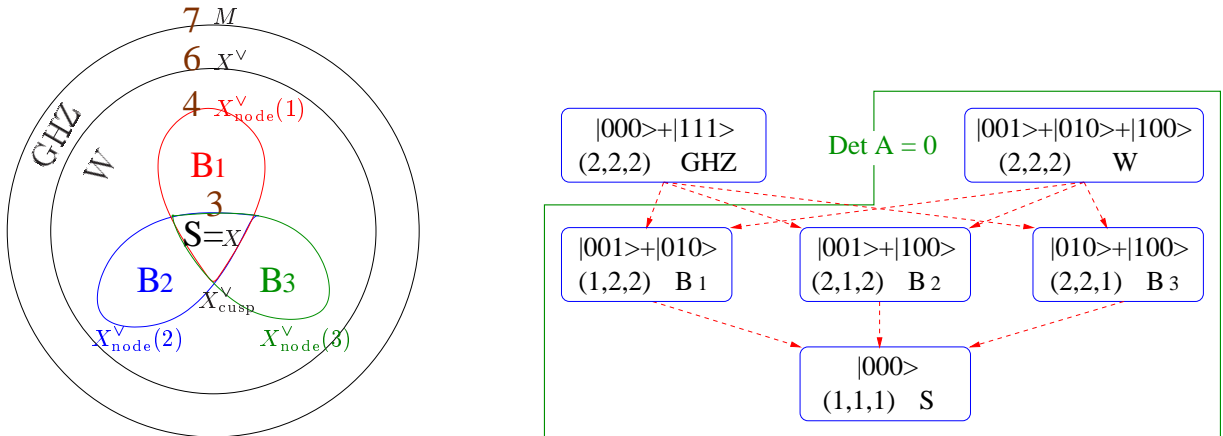 7 M
6 X^∨
4 X^∨_node(1)
GHZ
W
B1
3
S=X
B2
B3
X^∨_cusp
X^∨_node(2)
X^∨_node(3)
|000>+|111>
(2,2,2) GHZ
Det A = 0
|001>+|010>+|100>
(2,2,2) W
|001>+|010>
(1,2,2) B1
|001>+|100>
(2,1,2) B2
|010>+|100>
(2,2,1) B3
|000>
(1,1,1) S